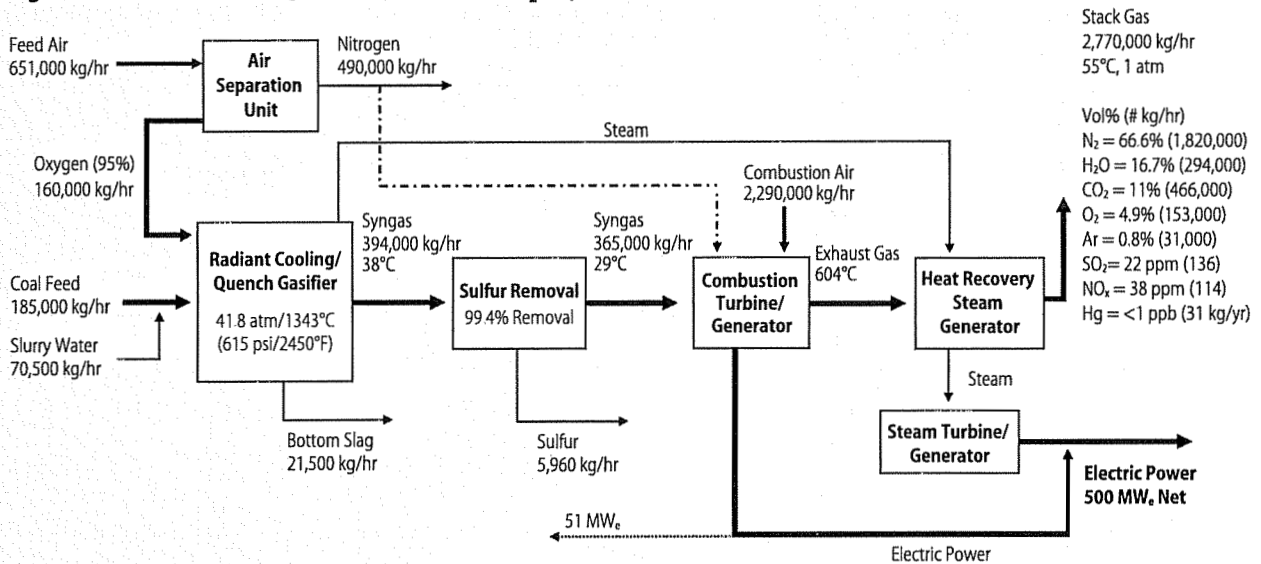 Feed Air
651,000 kg/hr
Air
Separation
Unit
Nitrogen
490,000 kg/hr
Stack Gas
2,770,000 kg/hr
55°C, 1 atm
Vol% (# kg/hr)
N₂ = 66.6% (1,820,000)
H₂O = 16.7% (294,000)
CO₂ = 11% (466,000)
O₂ = 4.9% (153,000)
Ar = 0.8% (31,000)
SO₂= 22 ppm (136)
NOₓ = 38 ppm (114)
Hg = <1 ppb (31 kg/yr)
Steam
Oxygen (95%)
160,000 kg/hr
Combustion Air
2,290,000 kg/hr
Coal Feed
185,000 kg/hr
Slurry Water
70,500 kg/hr
Radiant Cooling/
Quench Gasifier
41.8 atm/1343°C
(615 psi/2450°F)
Syngas
394,000 kg/hr
38°C
Sulfur Removal
99.4% Removal
Syngas
365,000 kg/hr
29°C
Combustion
Turbine/
Generator
Exhaust Gas
604°C
Heat Recovery
Steam
Generator
Steam
Bottom Slag
21,500 kg/hr
Sulfur
5,960 kg/hr
Steam Turbine/
Generator
Electric Power
500 MWₑ Net
51 MWₑ
Electric Power